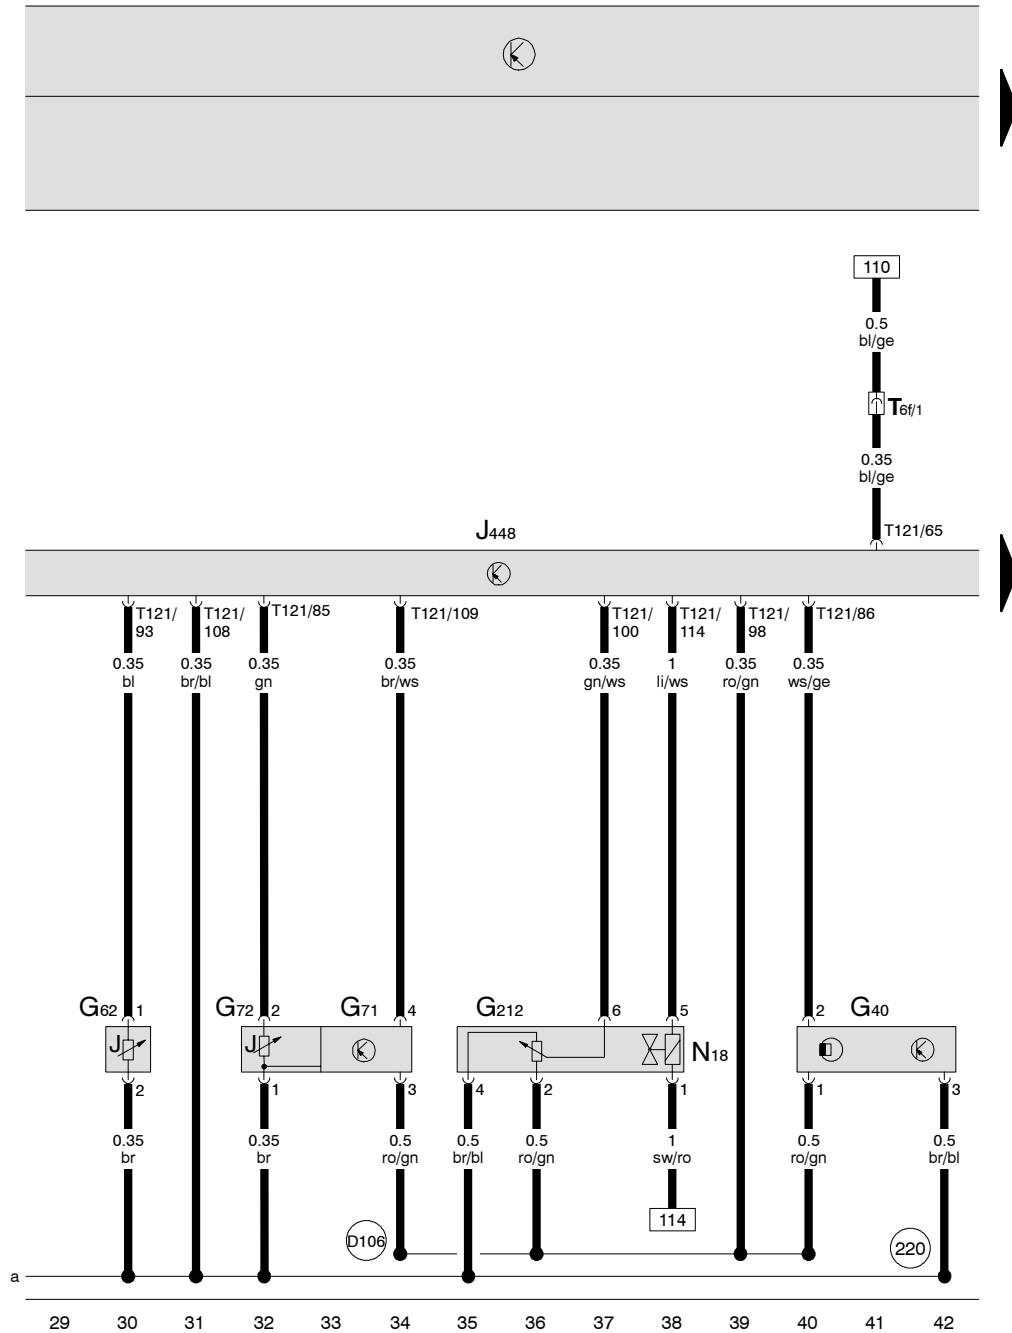 110
0.5
bl/ge
T6f/1
0.35
bl/ge
J448
T121/65
T121/
93
T121/
108
T121/85
T121/109
T121/
100
T121/
114
T121/
98
T121/86
0.35
bl
0.35
br/bl
0.35
gn
0.35
br/ws
0.35
gn/ws
1
li/ws
0.35
ro/gn
0.35
ws/ge
G62 1
G72 2
G71 4
G212 6
5
2 G40
J
J
N18
2
1
3
4
2
1
1
3
0.35
br
0.35
br
0.5
ro/gn
0.5
br/bl
0.5
ro/gn
1
sw/ro
0.5
ro/gn
0.5
br/bl
114
D106
220
a
29 30 31 32 33 34 35 36 37 38 39 40 41 42